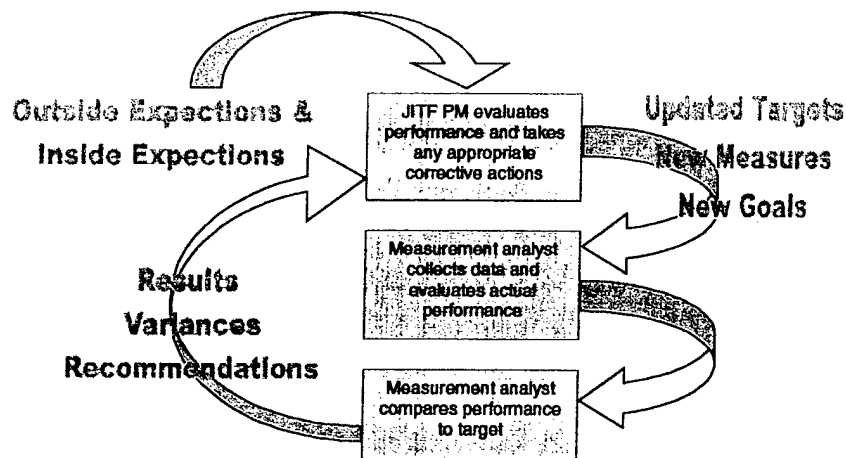 Outside Expections &
Inside Expections
JITF PM evaluates
performance and takes
any appropriate
corrective actions
Updated Targets
New Measures
New Goals
Measurement analyst
collects data and
evaluates actual
performance
Results
Variances
Recommendations
Measurement analyst
compares performance
to target